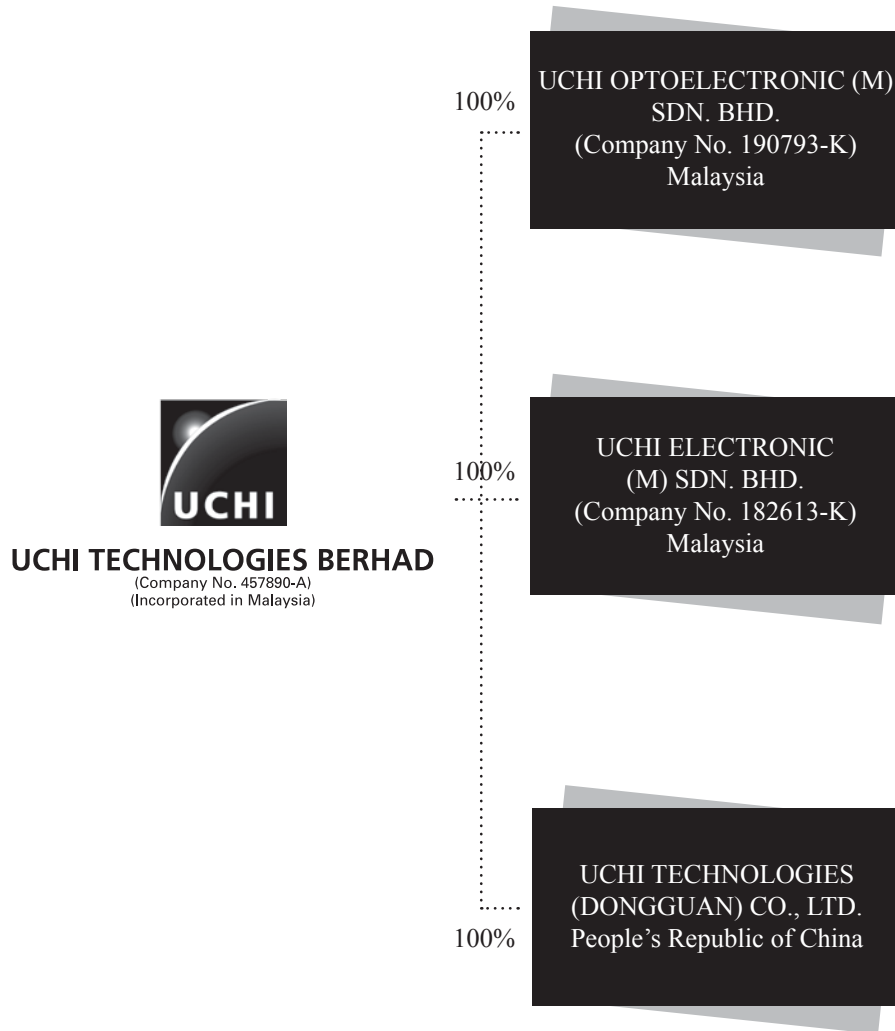 UCHI
UCHI TECHNOLOGIES BERHAD
(Company No. 457890-A)
(Incorporated in Malaysia)
100%
UCHI OPTOELECTRONIC (M)
SDN. BHD.
(Company No. 190793-K)
Malaysia
100%
UCHI ELECTRONIC
(M) SDN. BHD.
(Company No. 182613-K)
Malaysia
100%
UCHI TECHNOLOGIES
(DONGGUAN) CO., LTD.
People’s Republic of China